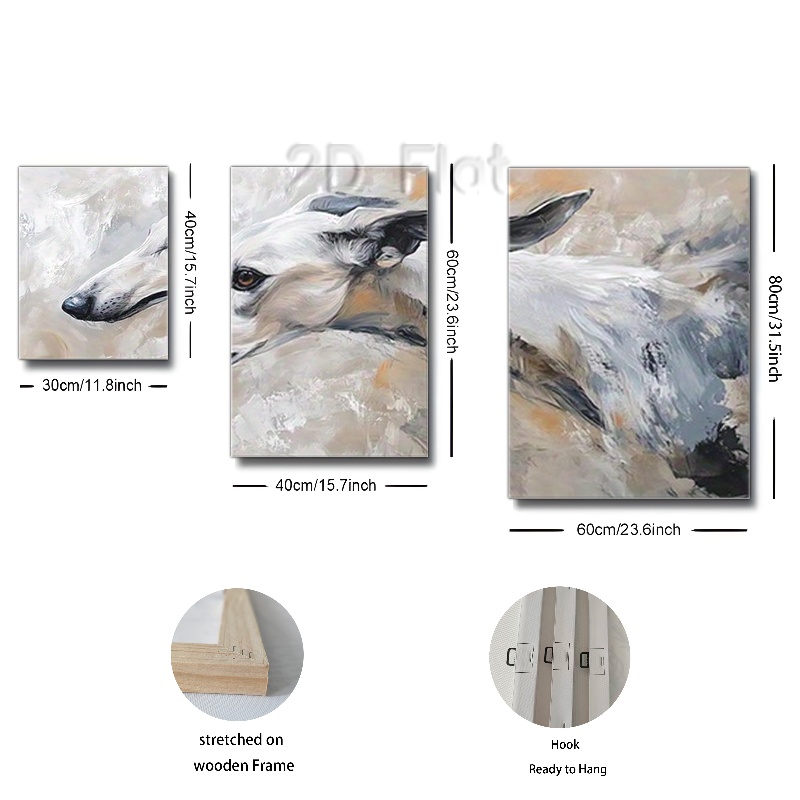 2D Flat
40cm/15.7inch
30cm/11.8inch
60cm/23.6inch
40cm/15.7inch
80cm/31.5inch
60cm/23.6inch
stretched on
wooden Frame
Hook
Ready to Hang